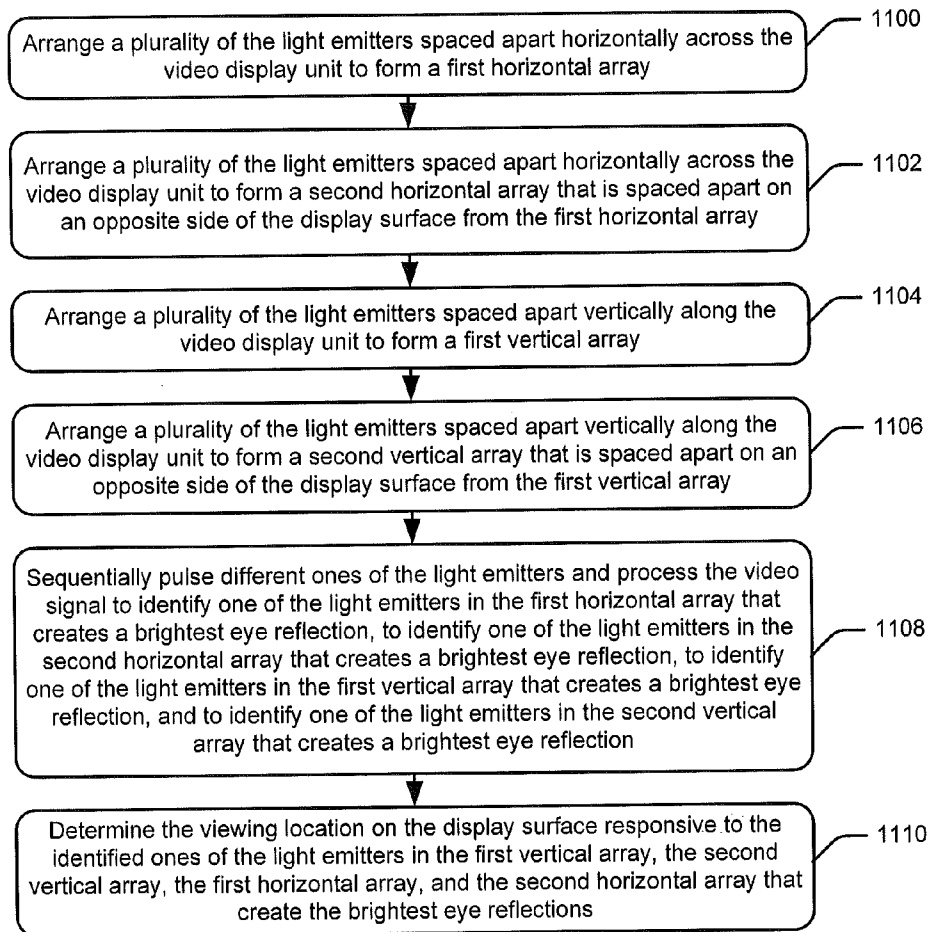 1100
Arrange a plurality of the light emitters spaced apart horizontally across the
video display unit to form a first horizontal array
1102
Arrange a plurality of the light emitters spaced apart horizontally across the
video display unit to form a second horizontal array that is spaced apart on
an opposite side of the display surface from the first horizontal array
1104
Arrange a plurality of the light emitters spaced apart vertically along the
video display unit to form a first vertical array
1106
Arrange a plurality of the light emitters spaced apart vertically along the
video display unit to form a second vertical array that is spaced apart on an
opposite side of the display surface from the first vertical array
1108
Sequentially pulse different ones of the light emitters and process the video
signal to identify one of the light emitters in the first horizontal array that
creates a brightest eye reflection, to identify one of the light emitters in the
second horizontal array that creates a brightest eye reflection, to identify
one of the light emitters in the first vertical array that creates a brightest eye
reflection, and to identify one of the light emitters in the second vertical
array that creates a brightest eye reflection
1110
Determine the viewing location on the display surface responsive to the
identified ones of the light emitters in the first vertical array, the second
vertical array, the first horizontal array, and the second horizontal array that
create the brightest eye reflections